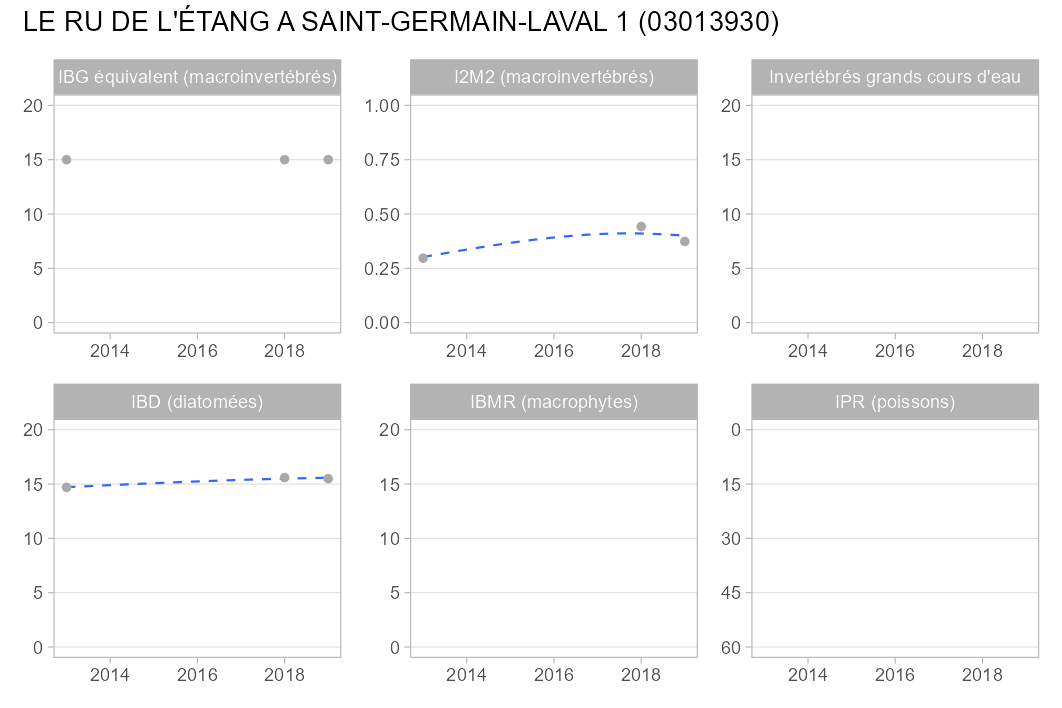 LE RU DE L'ÉTANG A SAINT-GERMAIN-LAVAL 1 (03013930)
IBG équivalent (macroinvertébrés)
20
15
10
5
0
2014 2016 2018
I2M2 (macroinvertébrés)
1.00
0.75
0.50
0.25
0.00
2014 2016 2018
Invertébrés grands cours d'eau
20
15
10
5
0
2014 2016 2018
IBD (diatomées)
20
15
10
5
0
2014 2016 2018
IBMR (macrophytes)
20
15
10
5
0
2014 2016 2018
IPR (poissons)
0
15
30
45
60
2014 2016 2018